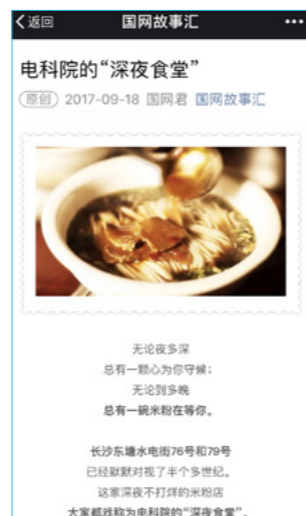 返回 国网故事汇
电科院的“深夜食堂”
原创 2017-09-18 国网君 国网故事汇
无论夜多深
总有一颗心为你守候；
无论到多晚
总有一碗米粉在等你。
长沙东塘水电街76号和79号
已经默默对视了半个多世纪。
这家深夜不打烊的米粉店
大家都戏称为电科院的“深夜食堂”。